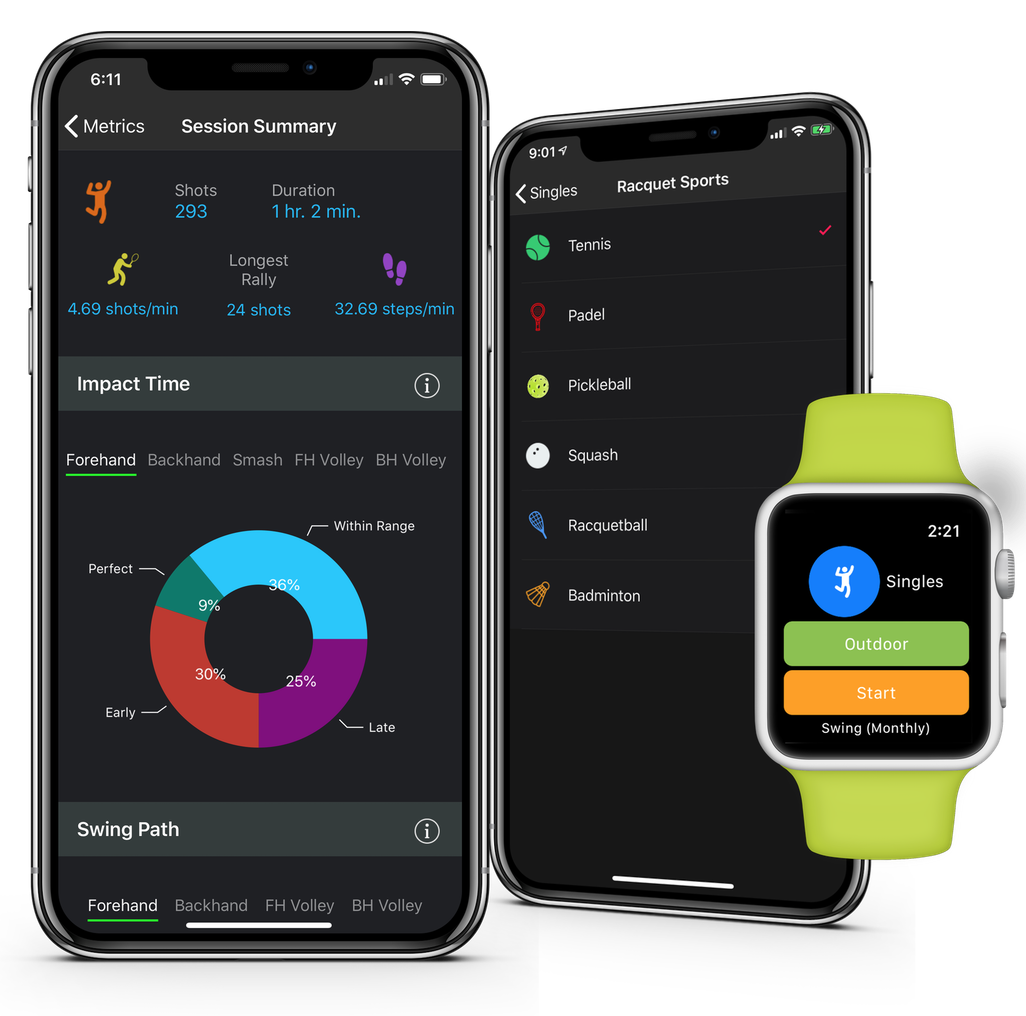 6:11
Metrics
Session Summary
Shots
293
Duration
1 hr. 2 min.
4.69 shots/min
Longest
Rally
24 shots
32.69 steps/min
Impact Time
i
Forehand Backhand Smash FH Volley BH Volley
Within Range
Perfect
36%
9%
30%
25%
Early
Late
Swing Path
i
Forehand Backhand FH Volley BH Volley
9:01
Singles
Racquet Sports
Tennis
Padel
Pickleball
Squash
Racquetball
Badminton
2:21
Singles
Outdoor
Start
Swing (Monthly)